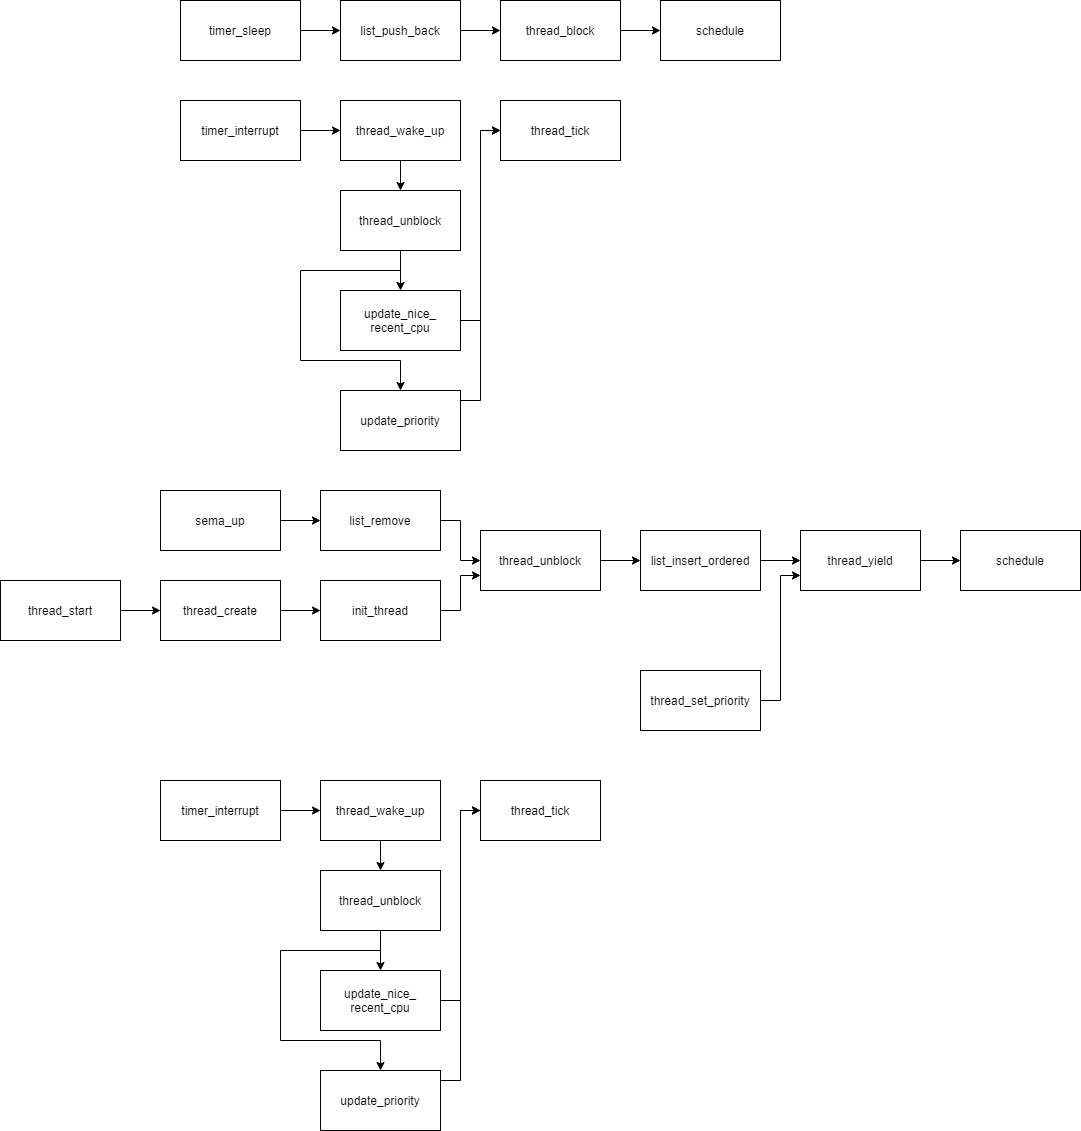 timer_sleep
list_push_back
thread_block
schedule
timer_interrupt
thread_wake_up
thread_tick
thread_unblock
update_nice_
recent_cpu
update_priority
sema_up
list_remove
thread_unblock
list_insert_ordered
thread_yield
schedule
thread_start
thread_create
init_thread
thread_set_priority
timer_interrupt
thread_wake_up
thread_tick
thread_unblock
update_nice_
recent_cpu
update_priority